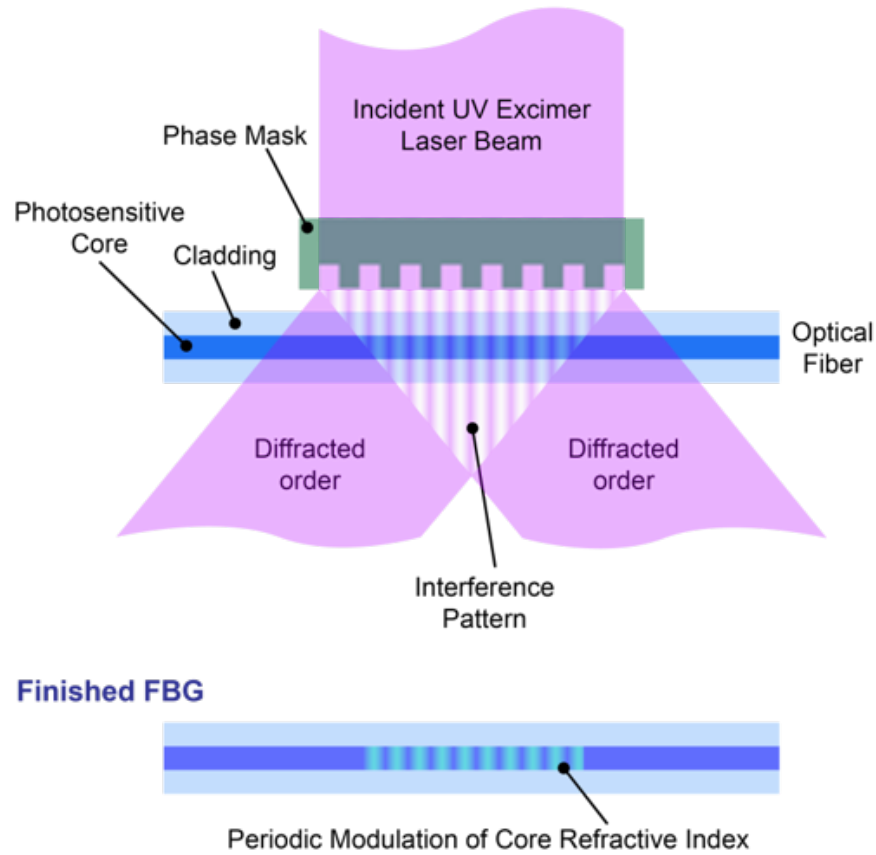 Incident UV Excimer
Laser Beam
Phase Mask
Photosensitive
Core
Cladding
Optical
Fiber
Diffracted
order
Diffracted
order
Interference
Pattern
Finished FBG
Periodic Modulation of Core Refractive Index